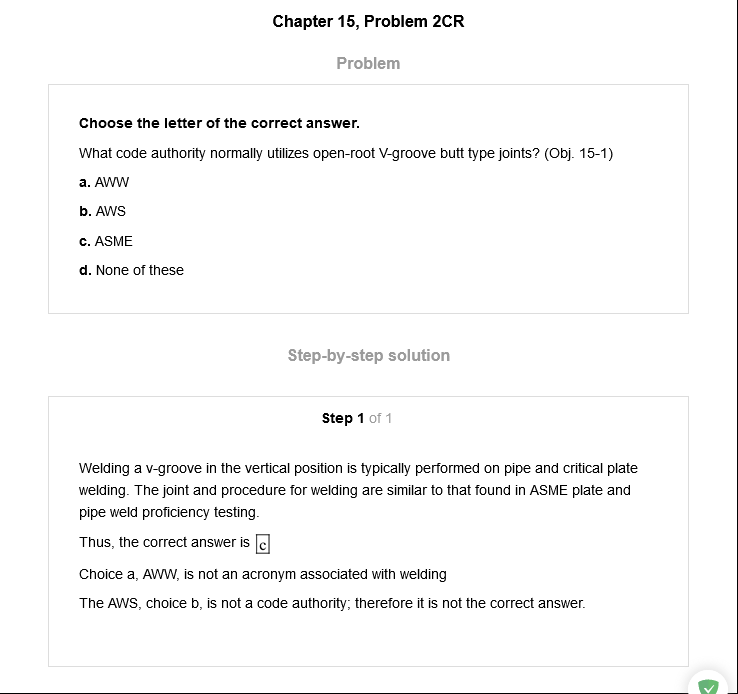 Chapter 15, Problem 2CR
Problem
Choose the letter of the correct answer.
What code authority normally utilizes open-root V-groove butt type joints? (Obj. 15-1)
a. AWW
b. AWS
c. ASME
d. None of these
Step-by-step solution
Step 1 of 1
Welding a v-groove in the vertical position is typically performed on pipe and critical plate
welding. The joint and procedure for welding are similar to that found in ASME plate and
pipe weld proficiency testing.
Thus, the correct answer is c
Choice a, AWW, is not an acronym associated with welding
The AWS, choice b, is not a code authority; therefore it is not the correct answer.